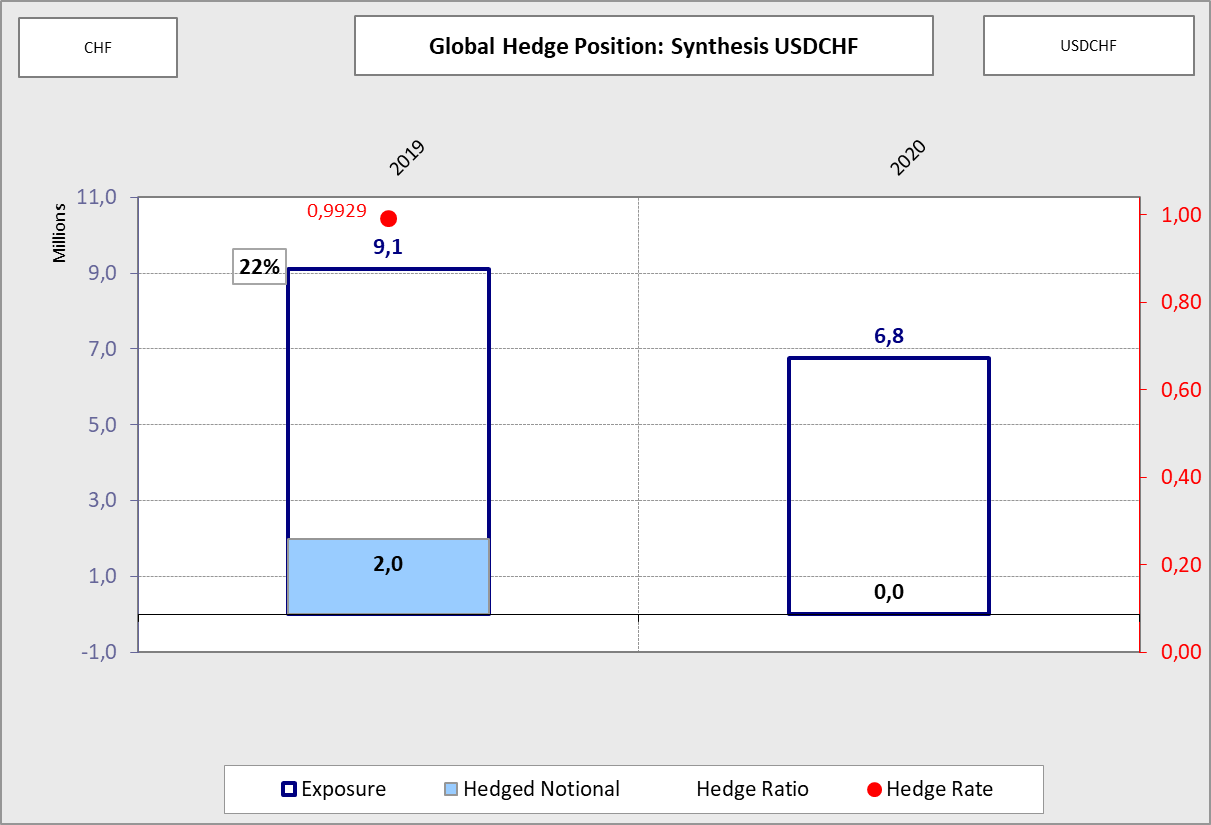 CHF
Global Hedge Position: Synthesis USDCHF
USDCHF
2019
2020
Millions
11,0
9,0
7,0
5,0
3,0
1,0
-1,0
0,9929
9,1
22%
2,0
6,8
0,0
1,00
0,80
0,60
0,40
0,20
0,00
Exposure
Hedged Notional
Hedge Ratio
Hedge Rate